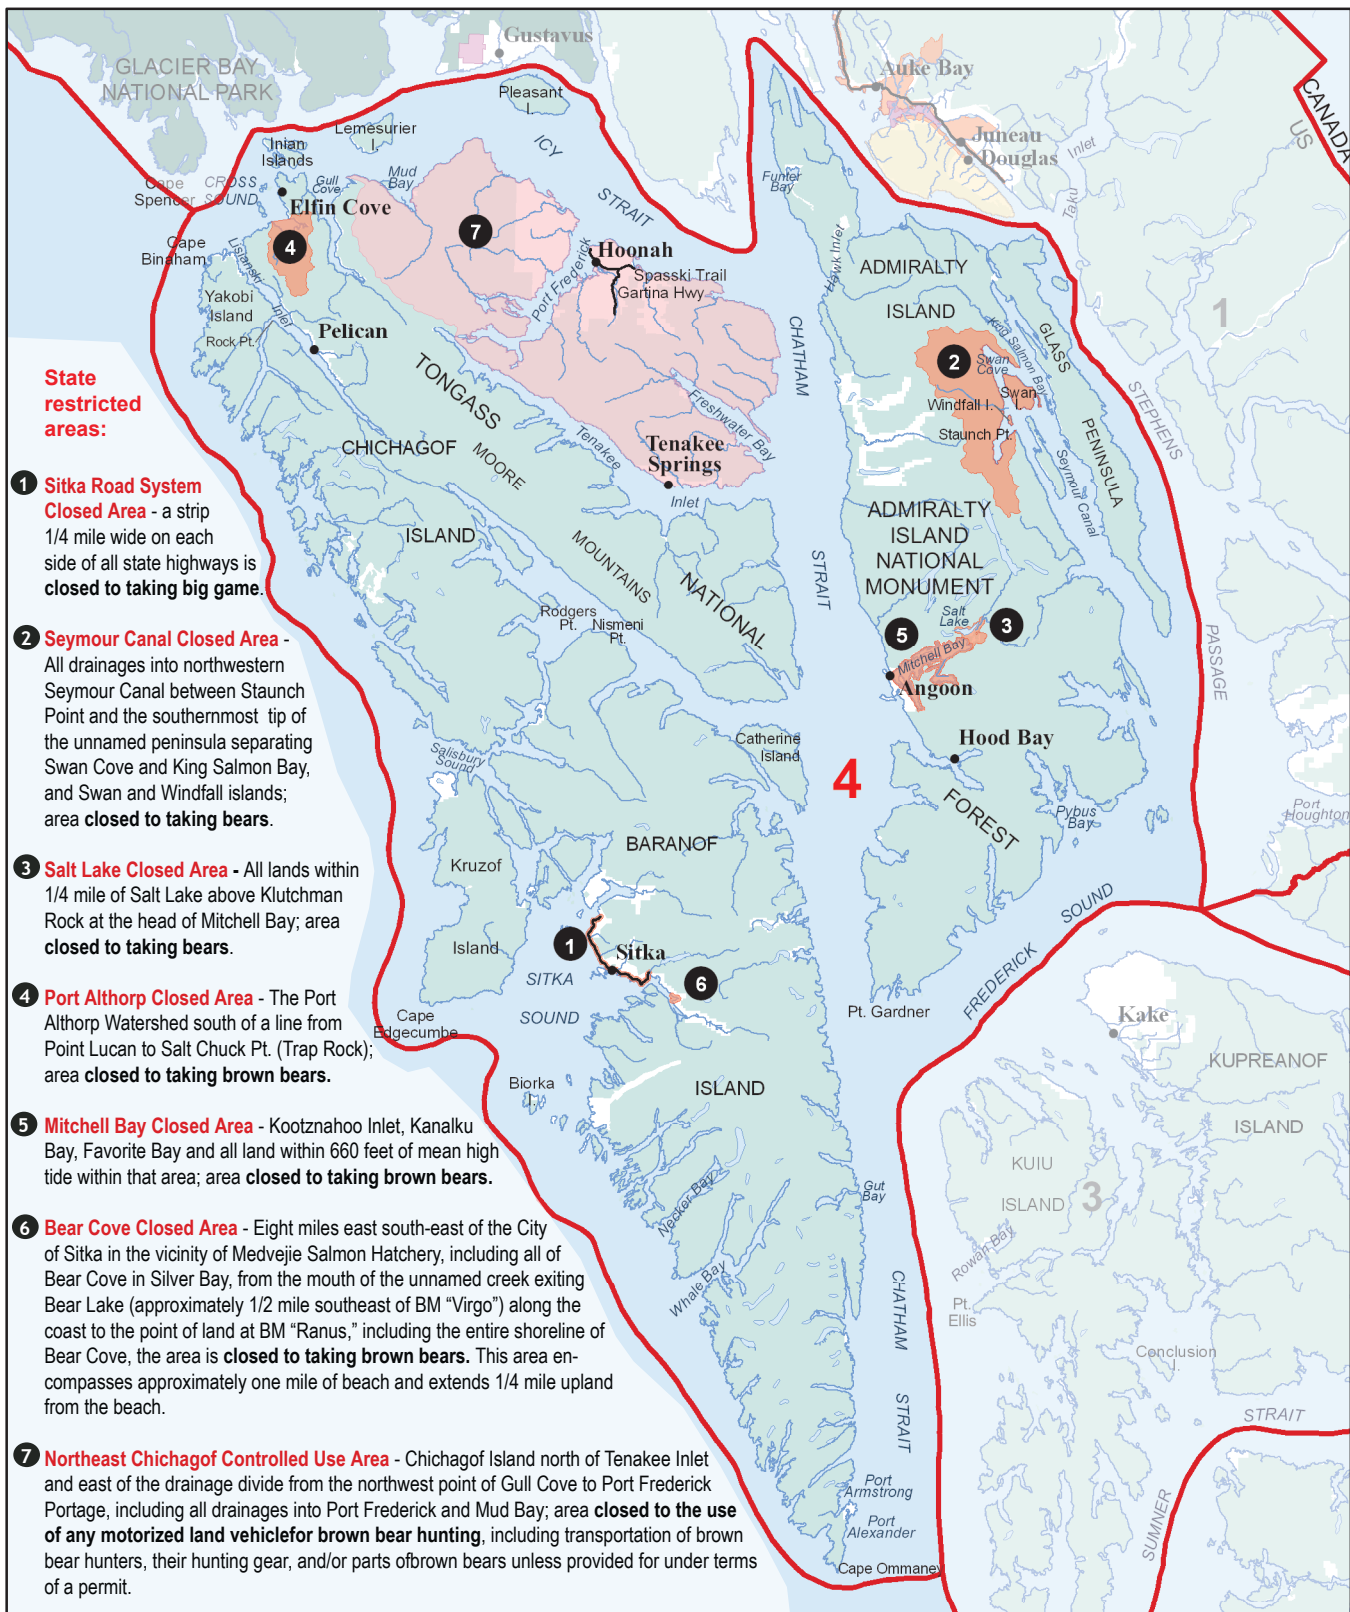 Gustavus
GLACIER BAY
NATIONAL PARK
Pleasant
I.
Lemesurier
I.
ICY
STRAIT
Inian
Islands
Gull
Cove
Mud
Bay
Cape
Spencer
CROSS
SOUND
Elfin Cove
4
7
Cape
Binaham
Lisianski
Inlet
Yakobi
Island
Rock Pt.
Pelican
Port Frederick
Hoonah
Spasski Trail
Gartina Hwy
Auke Bay
Juneau
Douglas
Inlet
Taku
CANADA
US
1
Funter
Bay
Hawk Inlet
ADMIRALTY
ISLAND
CHATHAM
STRAIT
2
King Salmon Bay
Swan
Cove
Swan
I.
Windfall I.
Staunch Pt.
GLASS
PENINSULA
Seymour Canal
STEPHENS
PASSAGE
TONGASS
NATIONAL
FOREST
CHICHAGOF
ISLAND
MOORE
MOUNTAINS
Freshwater Bay
Tenakee
Springs
Tenakee
Inlet
ADMIRALTY
ISLAND
NATIONAL
MONUMENT
Salt
Lake
3
5
Mitchell Bay
Angoon
Hood Bay
Pybus
Bay
Rodgers
Pt.
Nismeni
Pt.
Catherine
Island
4
Salisbury
Sound
BARANOF
ISLAND
Kruzof
Island
1
Sitka
6
SITKA
SOUND
Cape
Edgecumbe
Biorka
I.
Pt. Gardner
FREDERICK
SOUND
Port
Houghton
Kake
KUPREANOF
ISLAND
KUIU
ISLAND
3
Rowan Bay
Pt.
Ellis
Conclusion
I.
STRAIT
SUMNER
Gut
Bay
Necker Bay
Whale Bay
CHATHAM
STRAIT
Port
Armstrong
Port
Alexander
Cape Ommaney
State
restricted
areas:
1 Sitka Road System
Closed Area - a strip
1/4 mile wide on each
side of all state highways is
closed to taking big game.
2 Seymour Canal Closed Area -
All drainages into northwestern
Seymour Canal between Staunch
Point and the southernmost tip of
the unnamed peninsula separating
Swan Cove and King Salmon Bay,
and Swan and Windfall islands;
area closed to taking bears.
3 Salt Lake Closed Area - All lands within
1/4 mile of Salt Lake above Klutchman
Rock at the head of Mitchell Bay; area
closed to taking bears.
4 Port Althorp Closed Area - The Port
Althorp Watershed south of a line from
Point Lucan to Salt Chuck Pt. (Trap Rock);
area closed to taking brown bears.
5 Mitchell Bay Closed Area - Kootznahoo Inlet, Kanalku
Bay, Favorite Bay and all land within 660 feet of mean high
tide within that area; area closed to taking brown bears.
6 Bear Cove Closed Area - Eight miles east south-east of the City
of Sitka in the vicinity of Medvejie Salmon Hatchery, including all of
Bear Cove in Silver Bay, from the mouth of the unnamed creek exiting
Bear Lake (approximately 1/2 mile southeast of BM “Virgo”) along the
coast to the point of land at BM “Ranus,” including the entire shoreline of
Bear Cove, the area is closed to taking brown bears. This area en-
compasses approximately one mile of beach and extends 1/4 mile upland
from the beach.
7 Northeast Chichagof Controlled Use Area - Chichagof Island north of Tenakee Inlet
and east of the drainage divide from the northwest point of Gull Cove to Port Frederick
Portage, including all drainages into Port Frederick and Mud Bay; area closed to the use
of any motorized land vehiclefor brown bear hunting, including transportation of brown
bear hunters, their hunting gear, and/or parts ofbrown bears unless provided for under terms
of a permit.